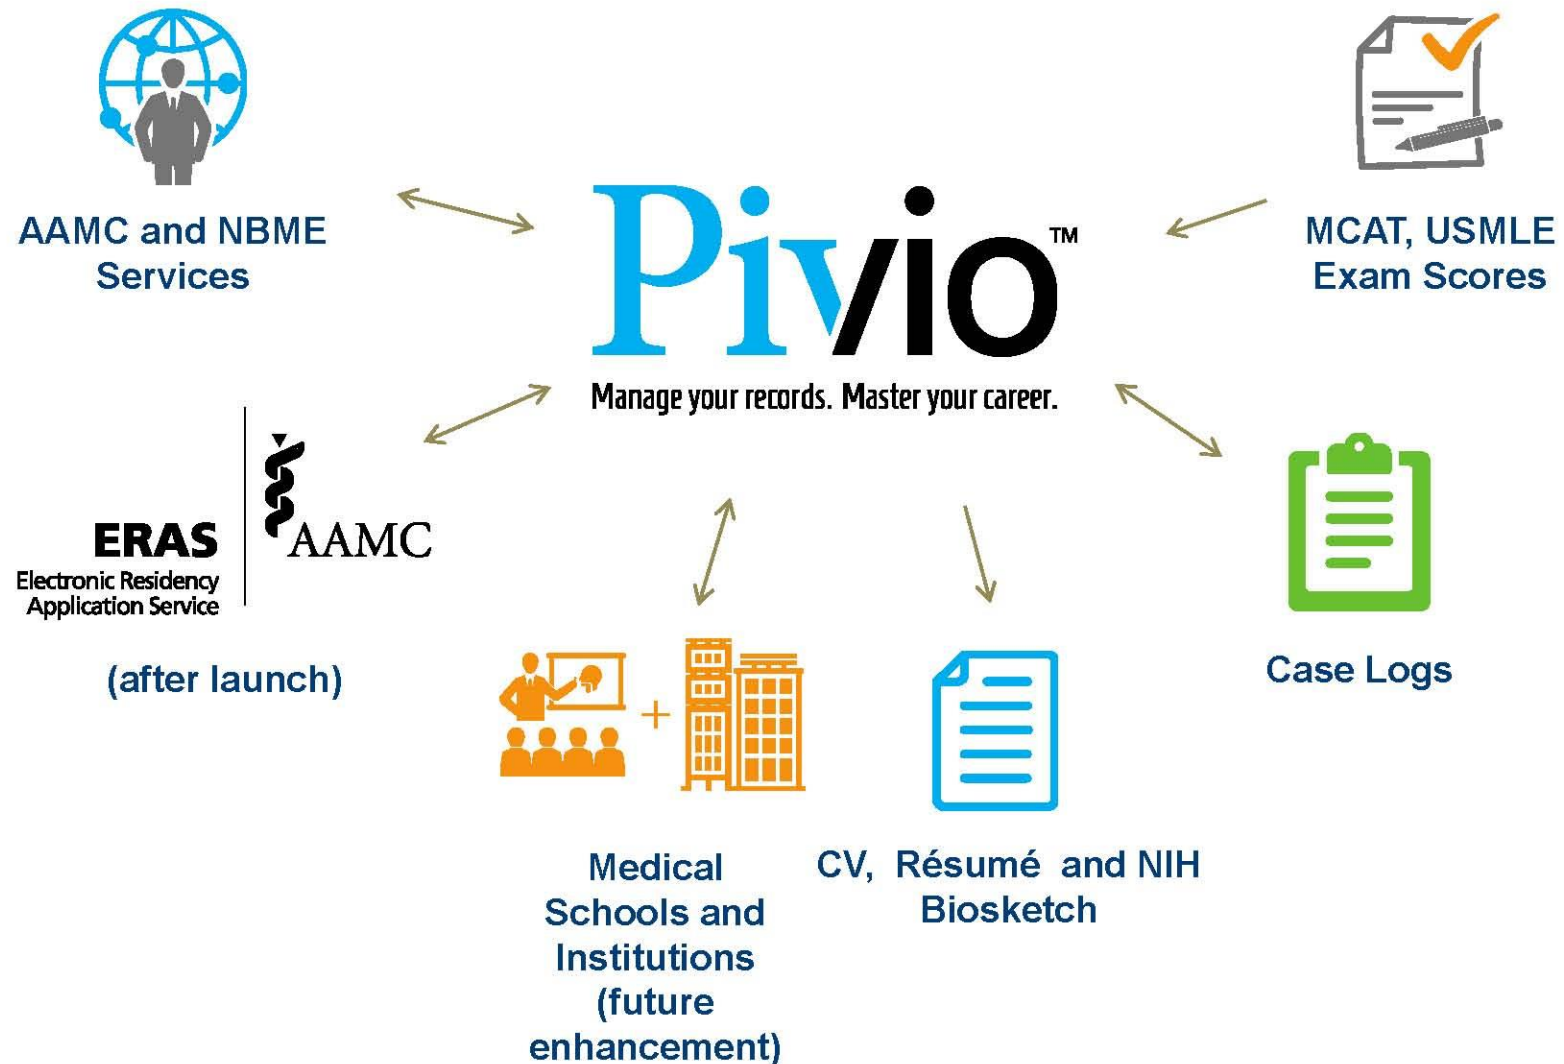 AAMC and NBME
Services
Pivio™
Manage your records. Master your career.
MCAT, USMLE
Exam Scores
ERAS
Electronic Residency
Application Service
AAMC
(after launch)
Medical
Schools and
Institutions
(future
enhancement)
CV, Résumé and NIH
Biosketch
Case Logs